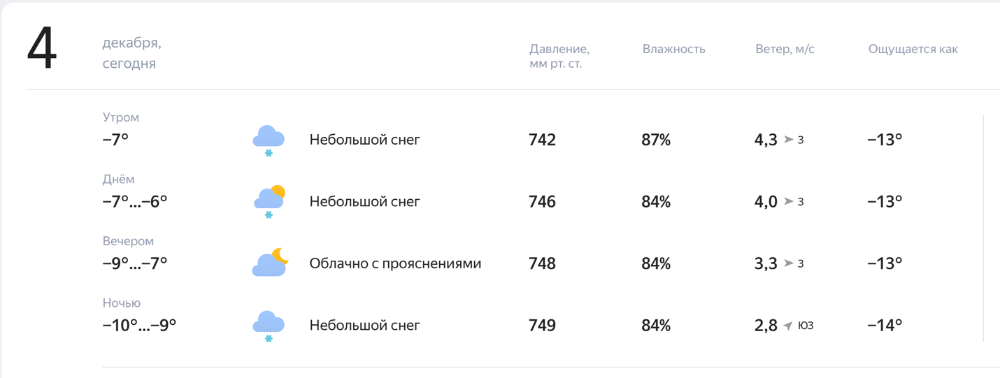 4
декабря,
сегодня
Давление,
мм рт. ст.
Влажность
Ветер, м/с
Ощущается как
Утром
−7° Небольшой снег 742 87% 4,3 З −13°
Днём
−7°...−6° Небольшой снег 746 84% 4,0 З −13°
Вечером
−9°...−7° Облачно с прояснениями 748 84% 3,3 З −13°
Ночью
−10°...−9° Небольшой снег 749 84% 2,8 ЮЗ −14°